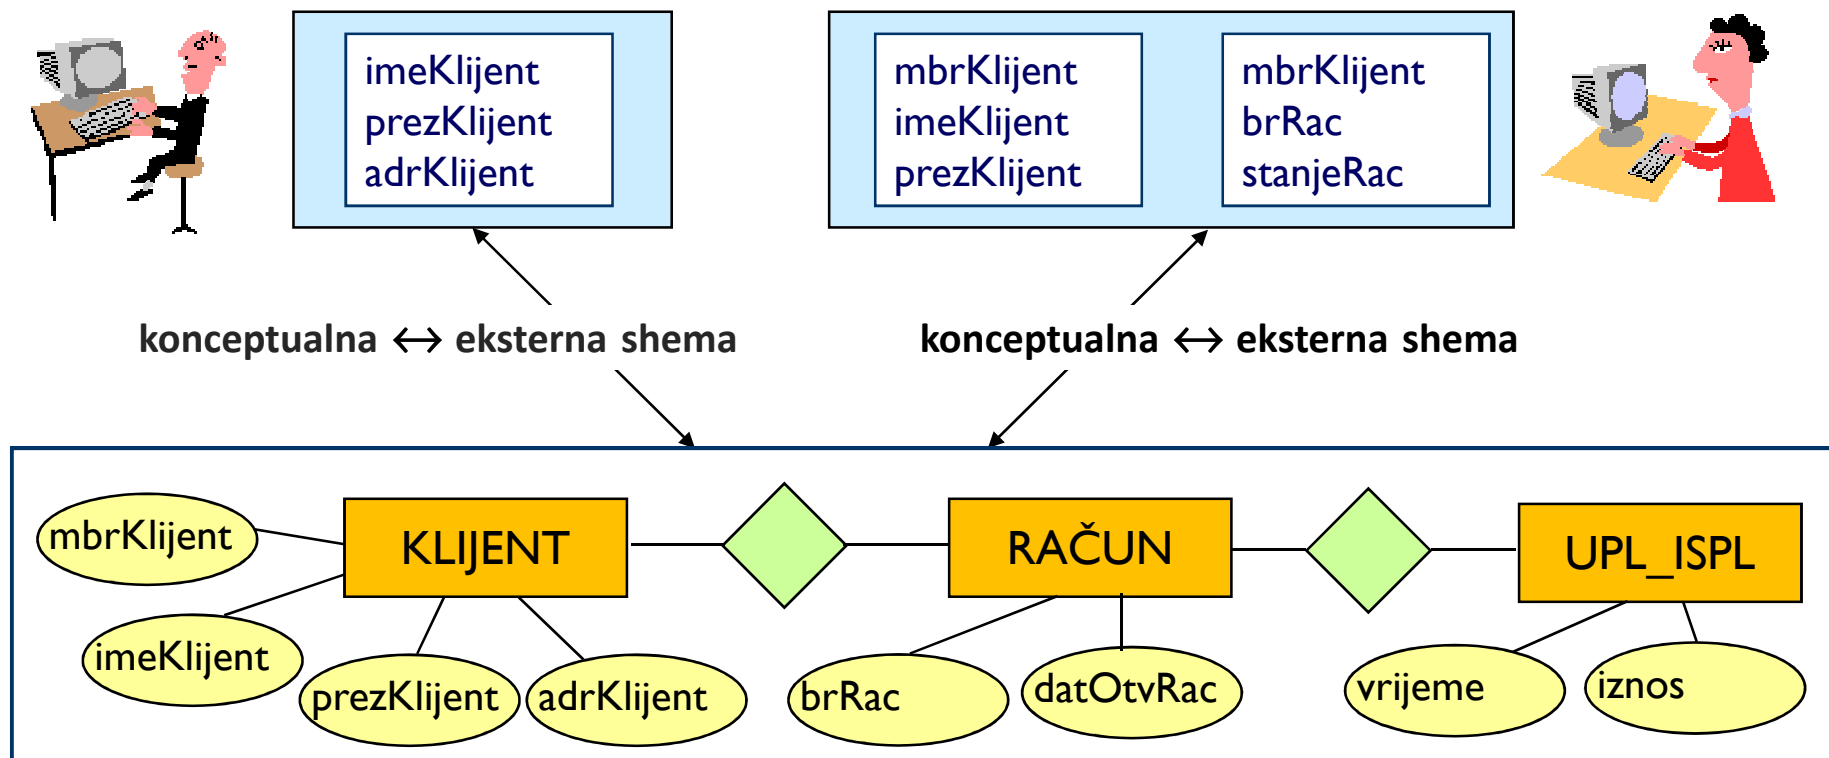 imeKlijent
prezKlijent
adrKlijent
mbrKlijent
imeKlijent
prezKlijent
mbrKlijent
brRac
stanjeRac
konceptualna ↔ eksterna shema
konceptualna ↔ eksterna shema
KLIJENT
RAČUN
UPL_ISPL
mbrKlijent
imeKlijent
prezKlijent
adrKlijent
brRac
datOtvRac
vrijeme
iznos